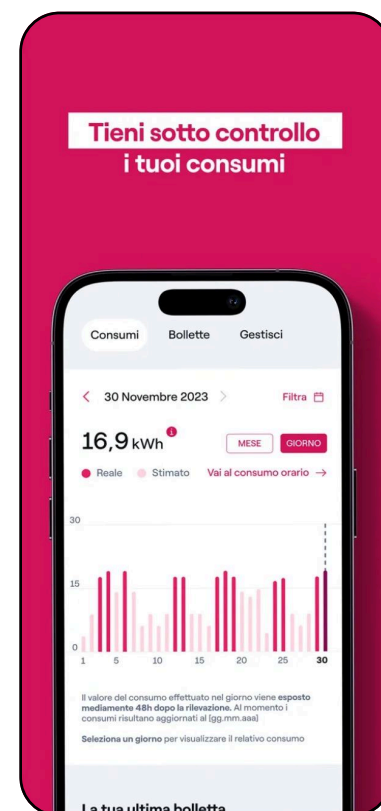 Tieni sotto controllo
i tuoi consumi
Consumi Bollette Gestisci
30 Novembre 2023 Filtra
16,9 kWh MESE GIORNO
Reale Stimato Vai al consumo orario →
30
15
0
1 5 10 15 20 25 30
Il valore del consumo effettuato nel giorno viene esposto
mediamente 48h dopo la rilevazione. Al momento i
consumi risultano aggiornati al [gg.mm.aaa]
Seleziona un giorno per visualizzare il relativo consumo
La tua ultima bolletta